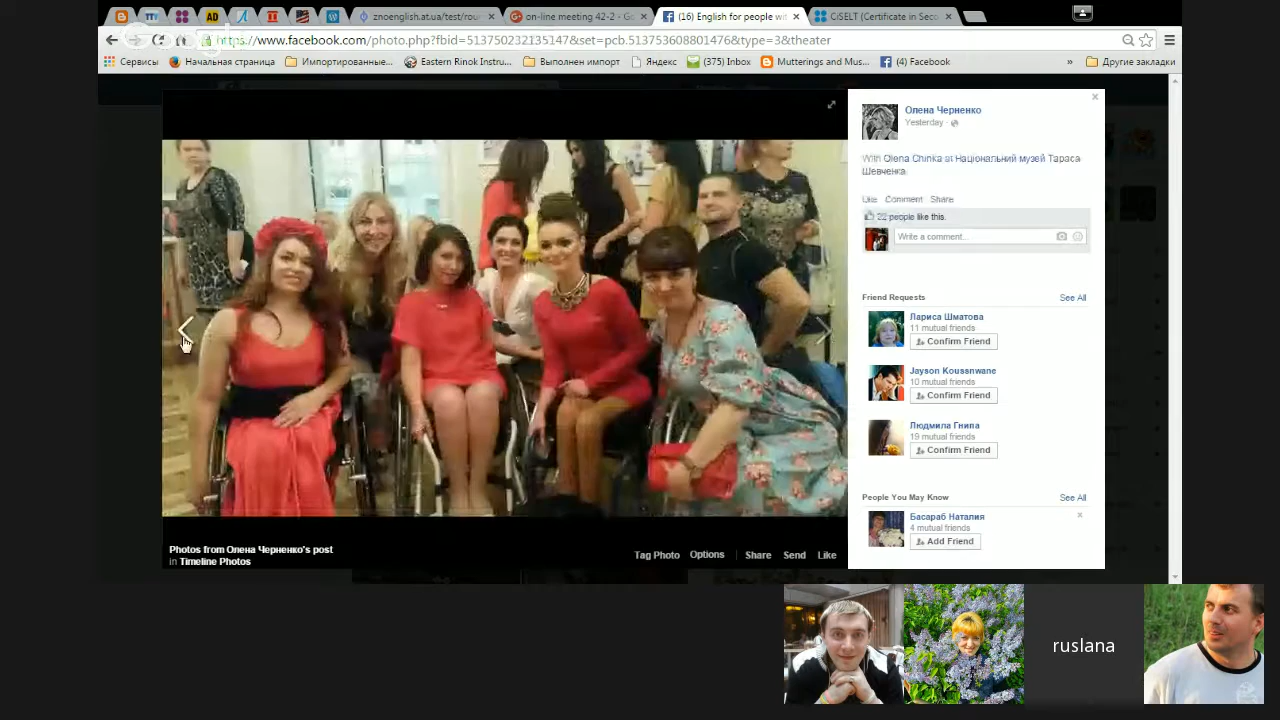 znoenglish.at.ua/test/rou
on-line meeting 42-2 - Go
(16) English for people wit
CiSELT (Certificate in Seco
https://www.facebook.com/photo.php?fbid=513750232135147&set=pcb.513753608801476&type=3&theater
Сервисы
Начальная страница
Импортированные...
Eastern Rinok Instru...
Выполнен импорт
Яндекс
(375) Inbox
Mutterings and Mus...
(4) Facebook
»
Другие закладки
Олена Черненко
Yesterday ·
With Olena Chinka at Національний музей Тараса
Шевченка.
Like Comment Share
22 people like this.
Write a comment...
Friend Requests
See All
Лариса Шматова
11 mutual friends
Confirm Friend
Jayson Koussnwane
10 mutual friends
Confirm Friend
Людмила Гнипа
19 mutual friends
Confirm Friend
People You May Know
See All
Басараб Наталия
4 mutual friends
Add Friend
Photos from Олена Черненко's post
in Timeline Photos
Tag Photo Options Share Send Like
ruslana